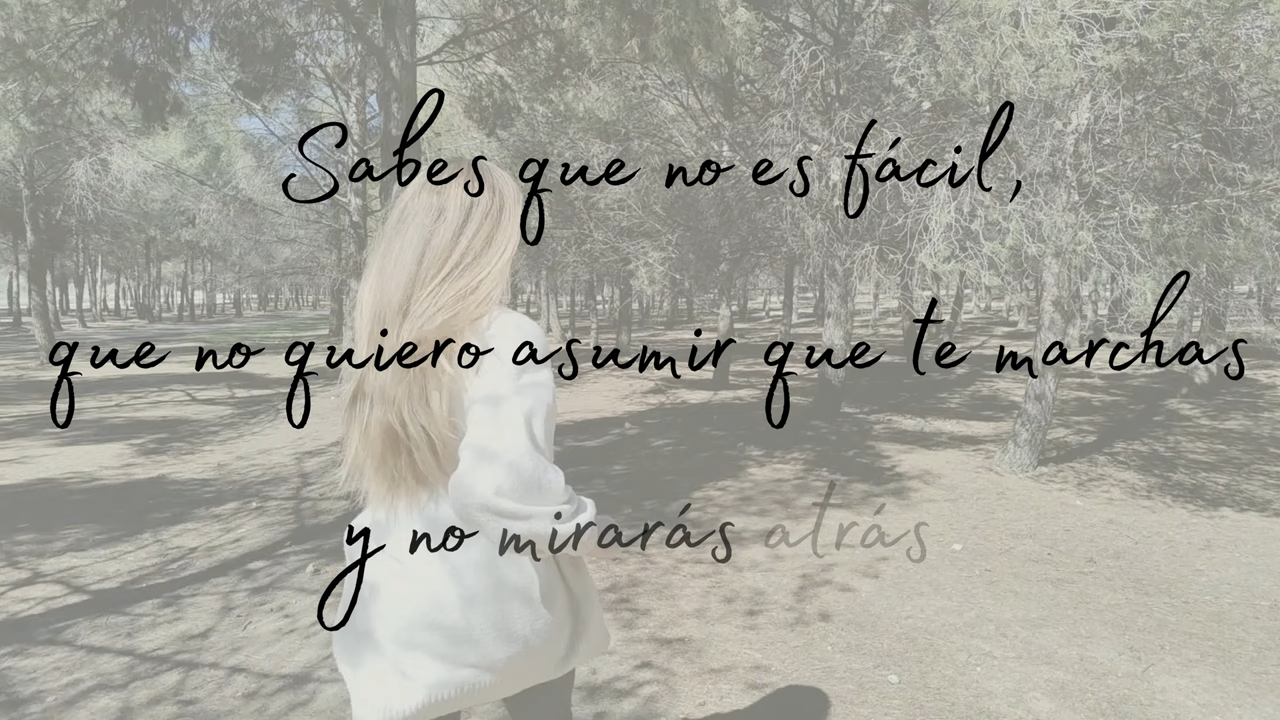 Sabes que no es fácil,
que no quiero asumir que te marchas
y no mirarás atrás